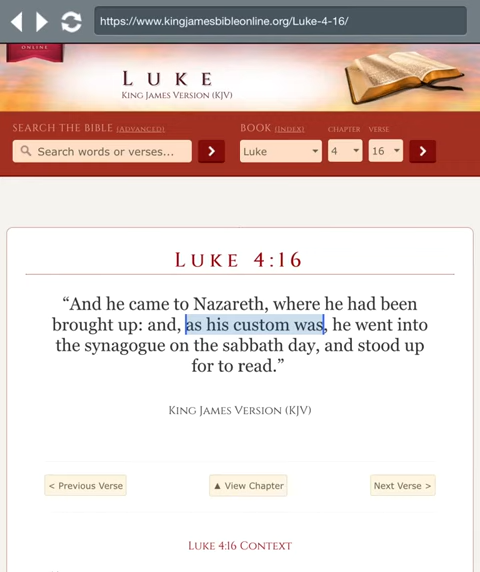 https://www.kingjamesbibleonline.org/Luke-4-16/
ONLINE
LUKE
KING JAMES VERSION (KJV)
SEARCH THE BIBLE (ADVANCED)
BOOK (INDEX)
CHAPTER
VERSE
Search words or verses...
Luke
4
16
LUKE 4:16
“And he came to Nazareth, where he had been
brought up: and, as his custom was, he went into
the synagogue on the sabbath day, and stood up
for to read.”
KING JAMES VERSION (KJV)
< Previous Verse
▲ View Chapter
Next Verse >
LUKE 4:16 CONTEXT